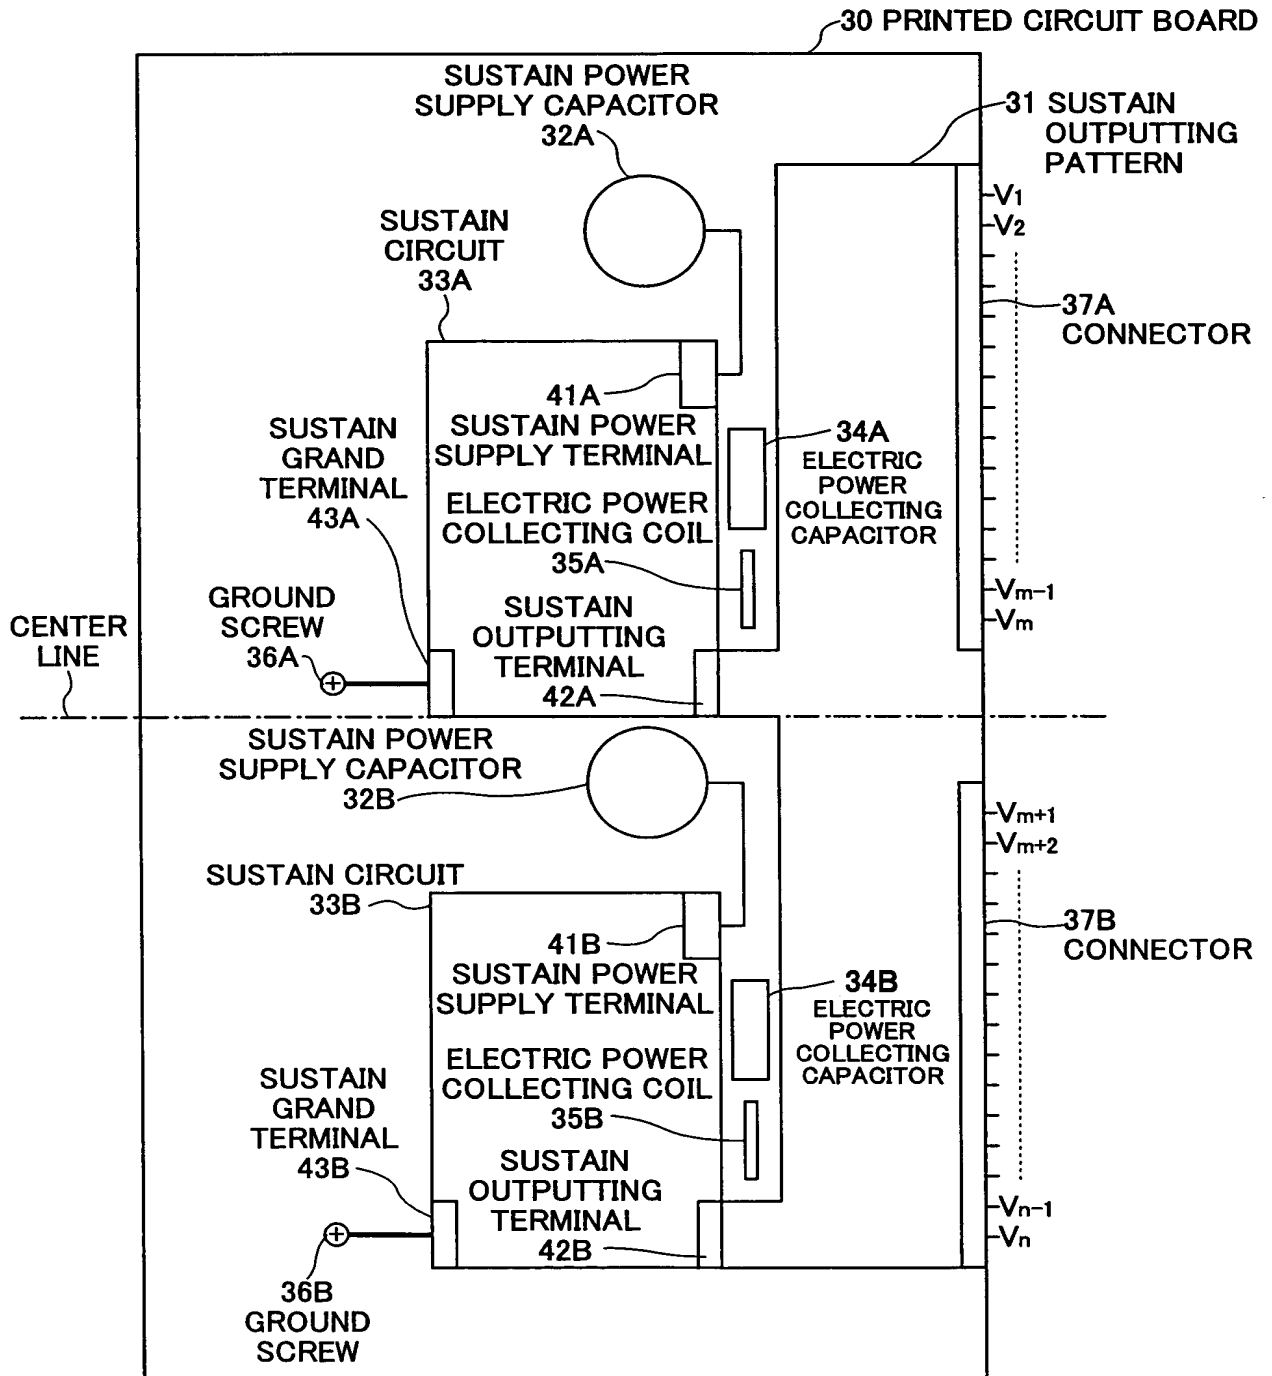 30 PRINTED CIRCUIT BOARD
SUSTAIN POWER
SUPPLY CAPACITOR
32A
31 SUSTAIN
OUTPUTTING
PATTERN
V1
V2
SUSTAIN
CIRCUIT
33A
37A
CONNECTOR
41A
SUSTAIN POWER
SUPPLY TERMINAL
34A
ELECTRIC
POWER
COLLECTING
CAPACITOR
SUSTAIN
GRAND
TERMINAL
43A
ELECTRIC POWER
COLLECTING COIL
35A
Vm-1
Vm
GROUND
SCREW
36A
SUSTAIN
OUTPUTTING
TERMINAL
42A
CENTER
LINE
SUSTAIN POWER
SUPPLY CAPACITOR
32B
Vm+1
Vm+2
SUSTAIN CIRCUIT
33B
37B
CONNECTOR
41B
SUSTAIN POWER
SUPPLY TERMINAL
34B
ELECTRIC
POWER
COLLECTING
CAPACITOR
ELECTRIC POWER
COLLECTING COIL
35B
SUSTAIN
GRAND
TERMINAL
43B
SUSTAIN
OUTPUTTING
TERMINAL
42B
Vn-1
Vn
36B
GROUND
SCREW